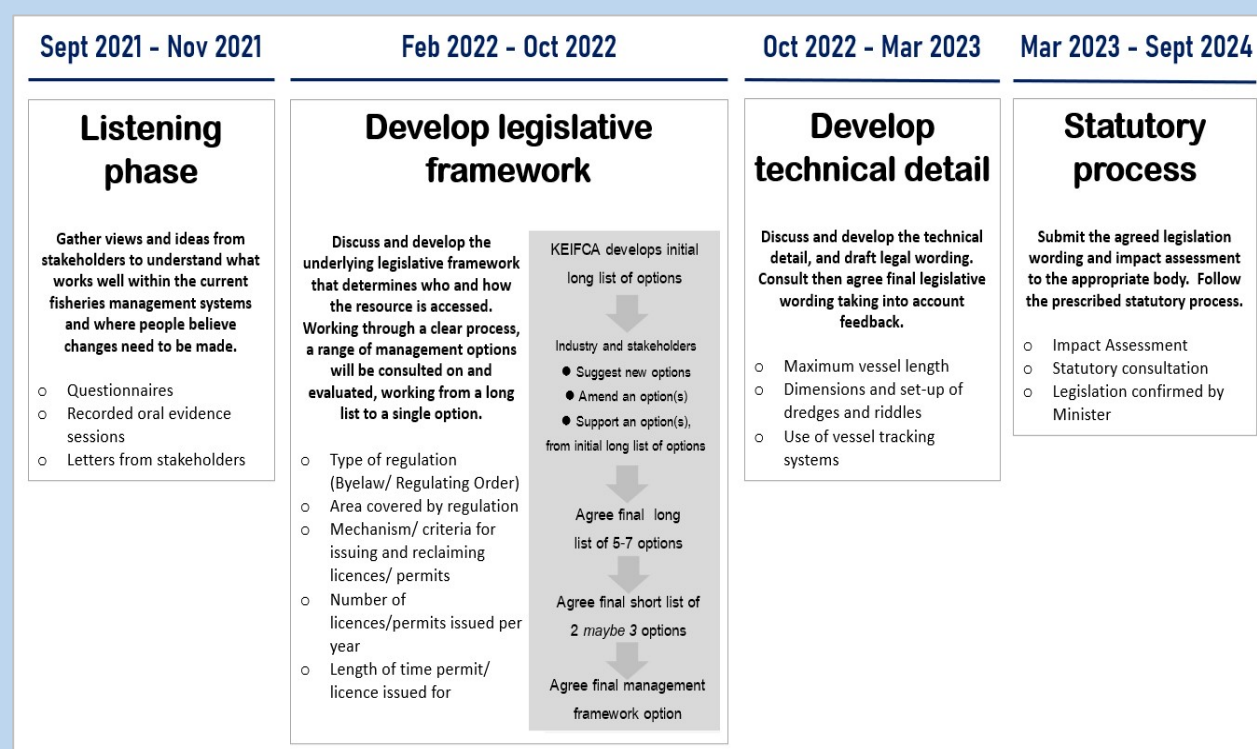 Sept 2021 - Nov 2021
Listening
phase
Gather views and ideas from
stakeholders to understand what
works well within the current
fisheries management systems
and where people believe
changes need to be made.
o Questionnaires
o Recorded oral evidence
sessions
o Letters from stakeholders
Feb 2022 - Oct 2022
Develop legislative
framework
Discuss and develop the
underlying legislative framework
that determines who and how
the resource is accessed.
Working through a clear process,
a range of management options
will be consulted on and
evaluated, working from a long
list to a single option.
o Type of regulation
(Byelaw/ Regulating Order)
o Area covered by regulation
o Mechanism/ criteria for
issuing and reclaiming
licences/ permits
o Number of
licences/permits issued per
year
o Length of time permit/
licence issued for
KEIFCA develops initial
long list of options
Industry and stakeholders
● Suggest new options
● Amend an option(s)
● Support an option(s),
from initial long list of options
Agree final long
list of 5-7 options
Agree final short list of
2 maybe 3 options
Agree final management
framework option
Oct 2022 - Mar 2023
Develop
technical detail
Discuss and develop the technical
detail, and draft legal wording.
Consult then agree final legislative
wording taking into account
feedback.
o Maximum vessel length
o Dimensions and set-up of
dredges and riddles
o Use of vessel tracking
systems
Mar 2023 - Sept 2024
Statutory
process
Submit the agreed legislation
wording and impact assessment
to the appropriate body. Follow
the prescribed statutory process.
o Impact Assessment
o Statutory consultation
o Legislation confirmed by
Minister